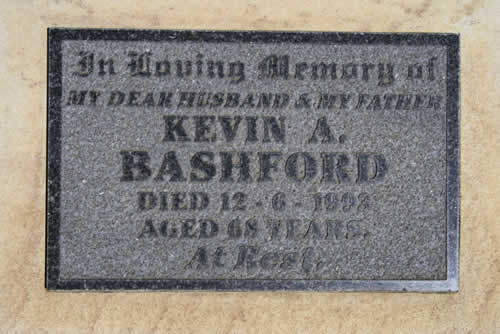 In Loving Memory of
MY DEAR HUSBAND & MY FATHER
KEVIN A.
BASHFORD
DIED 12 - 6 - 1993
AGED 68 YEARS.
At Rest.